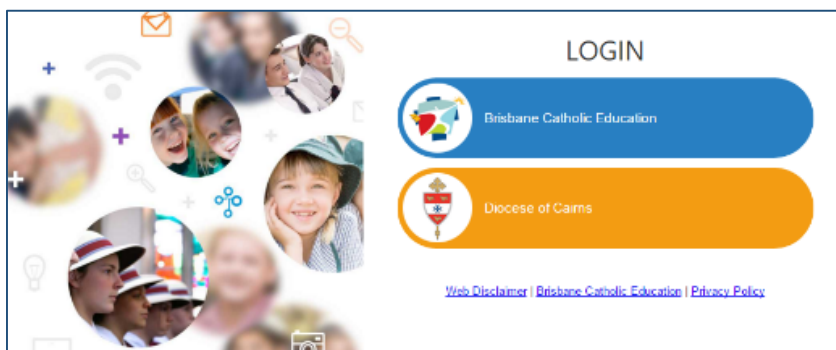 LOGIN
Brisbane Catholic Education
Diocese of Cairns
Web Disclaimer | Brisbane Catholic Education | Privacy Policy